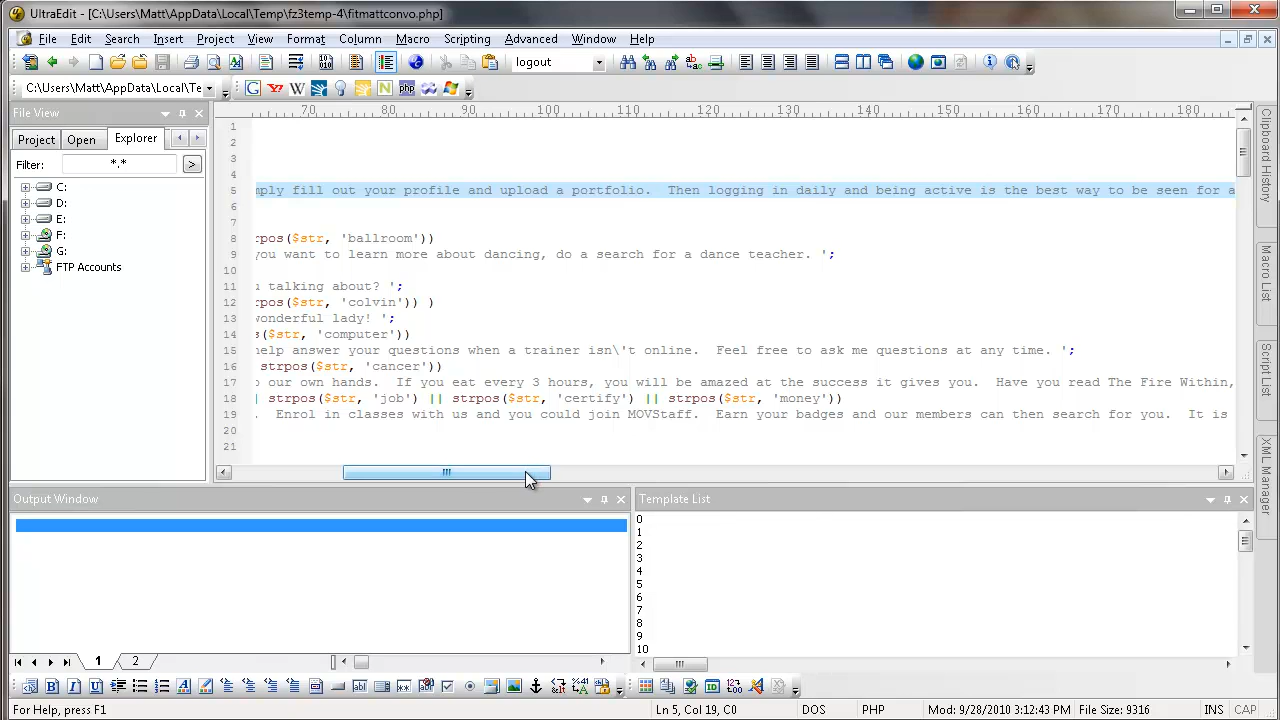 UltraEdit - [C:\Users\Matt\AppData\Local\Temp\fz3temp-4\fitmattconvo.php]
File Edit Search Insert Project View Format Column Macro Scripting Advanced Window Help
logout
C:\Users\Matt\AppData\Local\Te
File View
Project Open Explorer
Filter: *.* >
C:
D:
E:
F:
G:
FTP Accounts
70 80 90 100 110 120 130 140 150 160 170 180
1
2
3
4
5 mply fill out your profile and upload a portfolio. Then logging in daily and being active is the best way to be seen for a
6
7
8 rpos($str, 'ballroom'))
9 you want to learn more about dancing, do a search for a dance teacher. ';
10
11 u talking about? ';
12 rpos($str, 'colvin')) )
13 wonderful lady! ';
14 s($str, 'computer'))
15 help answer your questions when a trainer isn\'t online. Feel free to ask me questions at any time. ';
16 strpos($str, 'cancer'))
17 o our own hands. If you eat every 3 hours, you will be amazed at the success it gives you. Have you read The Fire Within,
18 | strpos($str, 'job') || strpos($str, 'certify') || strpos($str, 'money'))
19 . Enrol in classes with us and you could join MOVStaff. Earn your badges and our members can then search for you. It is
20
21
Clipboard History
Macro List
Script List
XML Manager
Output Window
1 2
Template List
0
1
2
3
4
5
6
7
8
9
10
For Help, press F1 Ln 5, Col 19, C0 DOS PHP Mod: 9/28/2010 3:12:43 PM File Size: 9316 INS CAP